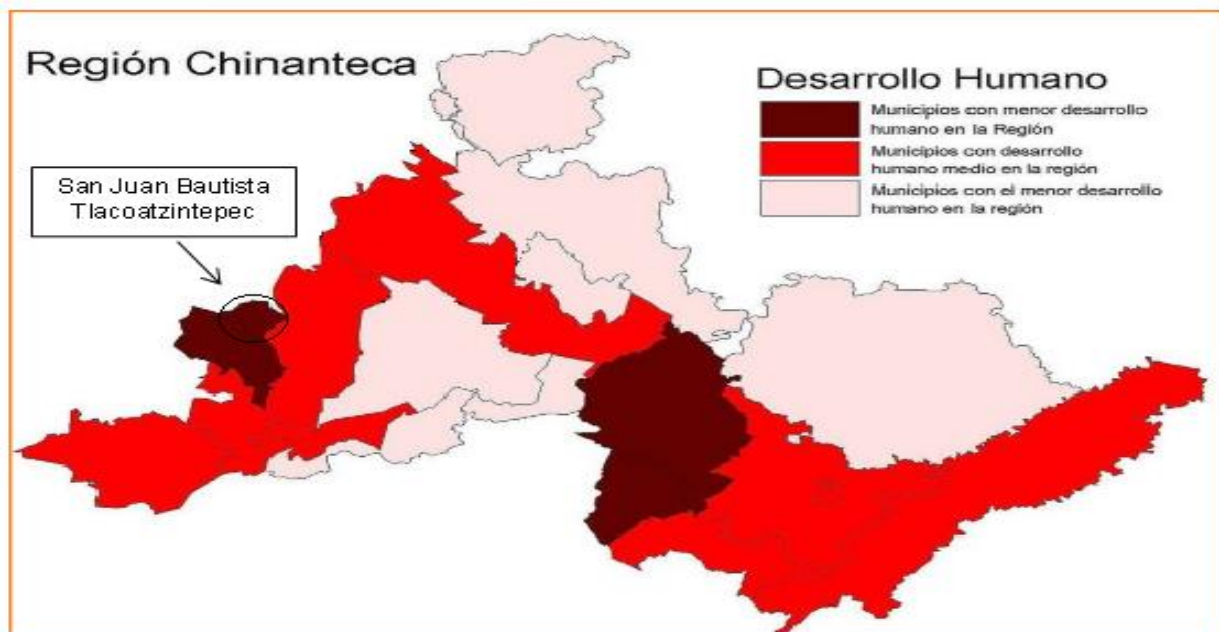 Región Chinanteca
Desarrollo Humano
Municipios con menor desarrollo
humano en la Región
Municipios con desarrollo
humano medio en la región
Municipios con el menor desarrollo
humano en la región
San Juan Bautista
Tlacoatzintepec